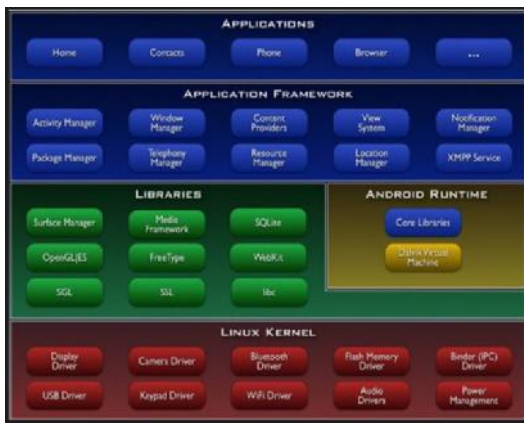 APPLICATIONS
Home
Contacts
Phone
Browser
...
APPLICATION FRAMEWORK
Activity Manager
Window
Manager
Content
Providers
View
System
Notification
Manager
Package Manager
Telephony
Manager
Resource
Manager
Location
Manager
XMPP Service
LIBRARIES
Surface Manager
Media
Framework
SQLite
OpenGL|ES
FreeType
WebKit
SGL
SSL
libc
ANDROID RUNTIME
Core Libraries
Dalvik Virtual
Machine
LINUX KERNEL
Display
Driver
Camera Driver
Bluetooth
Driver
Flash Memory
Driver
Binder (IPC)
Driver
USB Driver
Keypad Driver
WiFi Driver
Audio
Drivers
Power
Management